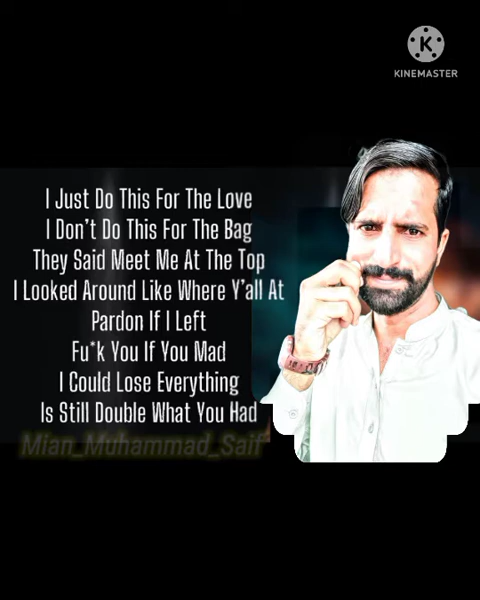 KINEMASTER
I Just Do This For The Love
I Don't Do This For The Bag
They Said Meet Me At The Top
I Looked Around Like Where Y'all At
Pardon If I Left
Fu*k You If You Mad
I Could Lose Everything
Is Still Double What You Had
Mian_Muhammad_Saif